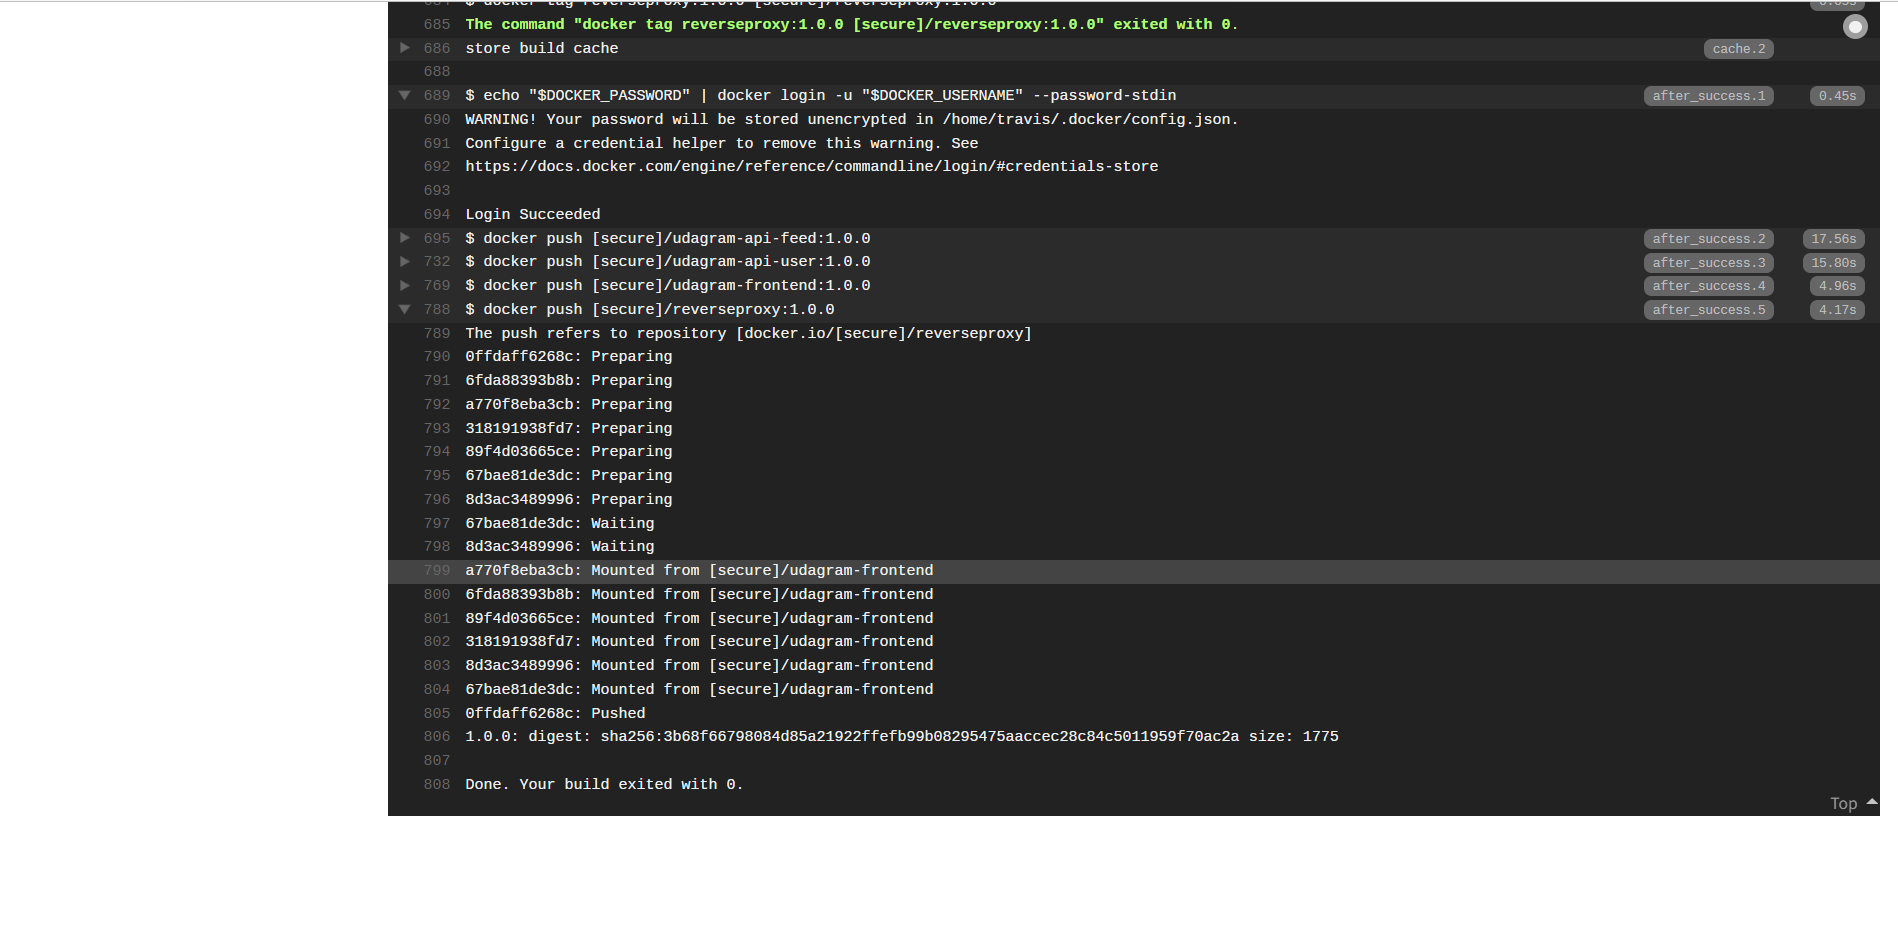 685 The command "docker tag reverseproxy:1.0.0 [secure]/reverseproxy:1.0.0" exited with 0.
686 store build cache cache.2
688
689 $ echo "$DOCKER_PASSWORD" | docker login -u "$DOCKER_USERNAME" --password-stdin after_success.1 0.45s
690 WARNING! Your password will be stored unencrypted in /home/travis/.docker/config.json.
691 Configure a credential helper to remove this warning. See
692 https://docs.docker.com/engine/reference/commandline/login/#credentials-store
693
694 Login Succeeded
695 $ docker push [secure]/udagram-api-feed:1.0.0 after_success.2 17.56s
732 $ docker push [secure]/udagram-api-user:1.0.0 after_success.3 15.80s
769 $ docker push [secure]/udagram-frontend:1.0.0 after_success.4 4.96s
788 $ docker push [secure]/reverseproxy:1.0.0 after_success.5 4.17s
789 The push refers to repository [docker.io/[secure]/reverseproxy]
790 0ffdaff6268c: Preparing
791 6fda88393b8b: Preparing
792 a770f8eba3cb: Preparing
793 318191938fd7: Preparing
794 89f4d03665ce: Preparing
795 67bae81de3dc: Preparing
796 8d3ac3489996: Preparing
797 67bae81de3dc: Waiting
798 8d3ac3489996: Waiting
799 a770f8eba3cb: Mounted from [secure]/udagram-frontend
800 6fda88393b8b: Mounted from [secure]/udagram-frontend
801 89f4d03665ce: Mounted from [secure]/udagram-frontend
802 318191938fd7: Mounted from [secure]/udagram-frontend
803 8d3ac3489996: Mounted from [secure]/udagram-frontend
804 67bae81de3dc: Mounted from [secure]/udagram-frontend
805 0ffdaff6268c: Pushed
806 1.0.0: digest: sha256:3b68f66798084d85a21922ffefb99b08295475aaccec28c84c5011959f70ac2a size: 1775
807
808 Done. Your build exited with 0.
Top